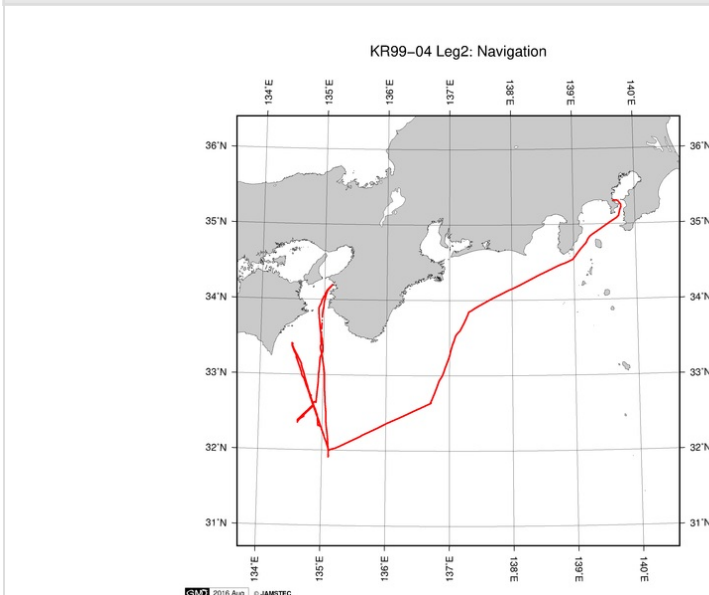 KR99−04 Leg2: Navigation
134˚E 135˚E 136˚E 137˚E 138˚E 139˚E 140˚E
36˚N 36˚N
35˚N 35˚N
34˚N 34˚N
33˚N 33˚N
32˚N 32˚N
31˚N 31˚N
134˚E 135˚E 136˚E 137˚E 138˚E 139˚E 140˚E
GMD 2016 Aug © JAMSTEC